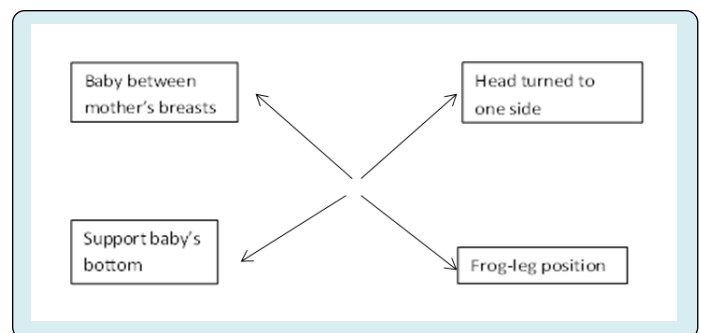 Baby between
mother's breasts
Head turned to
one side
Support baby's
bottom
Frog-leg position